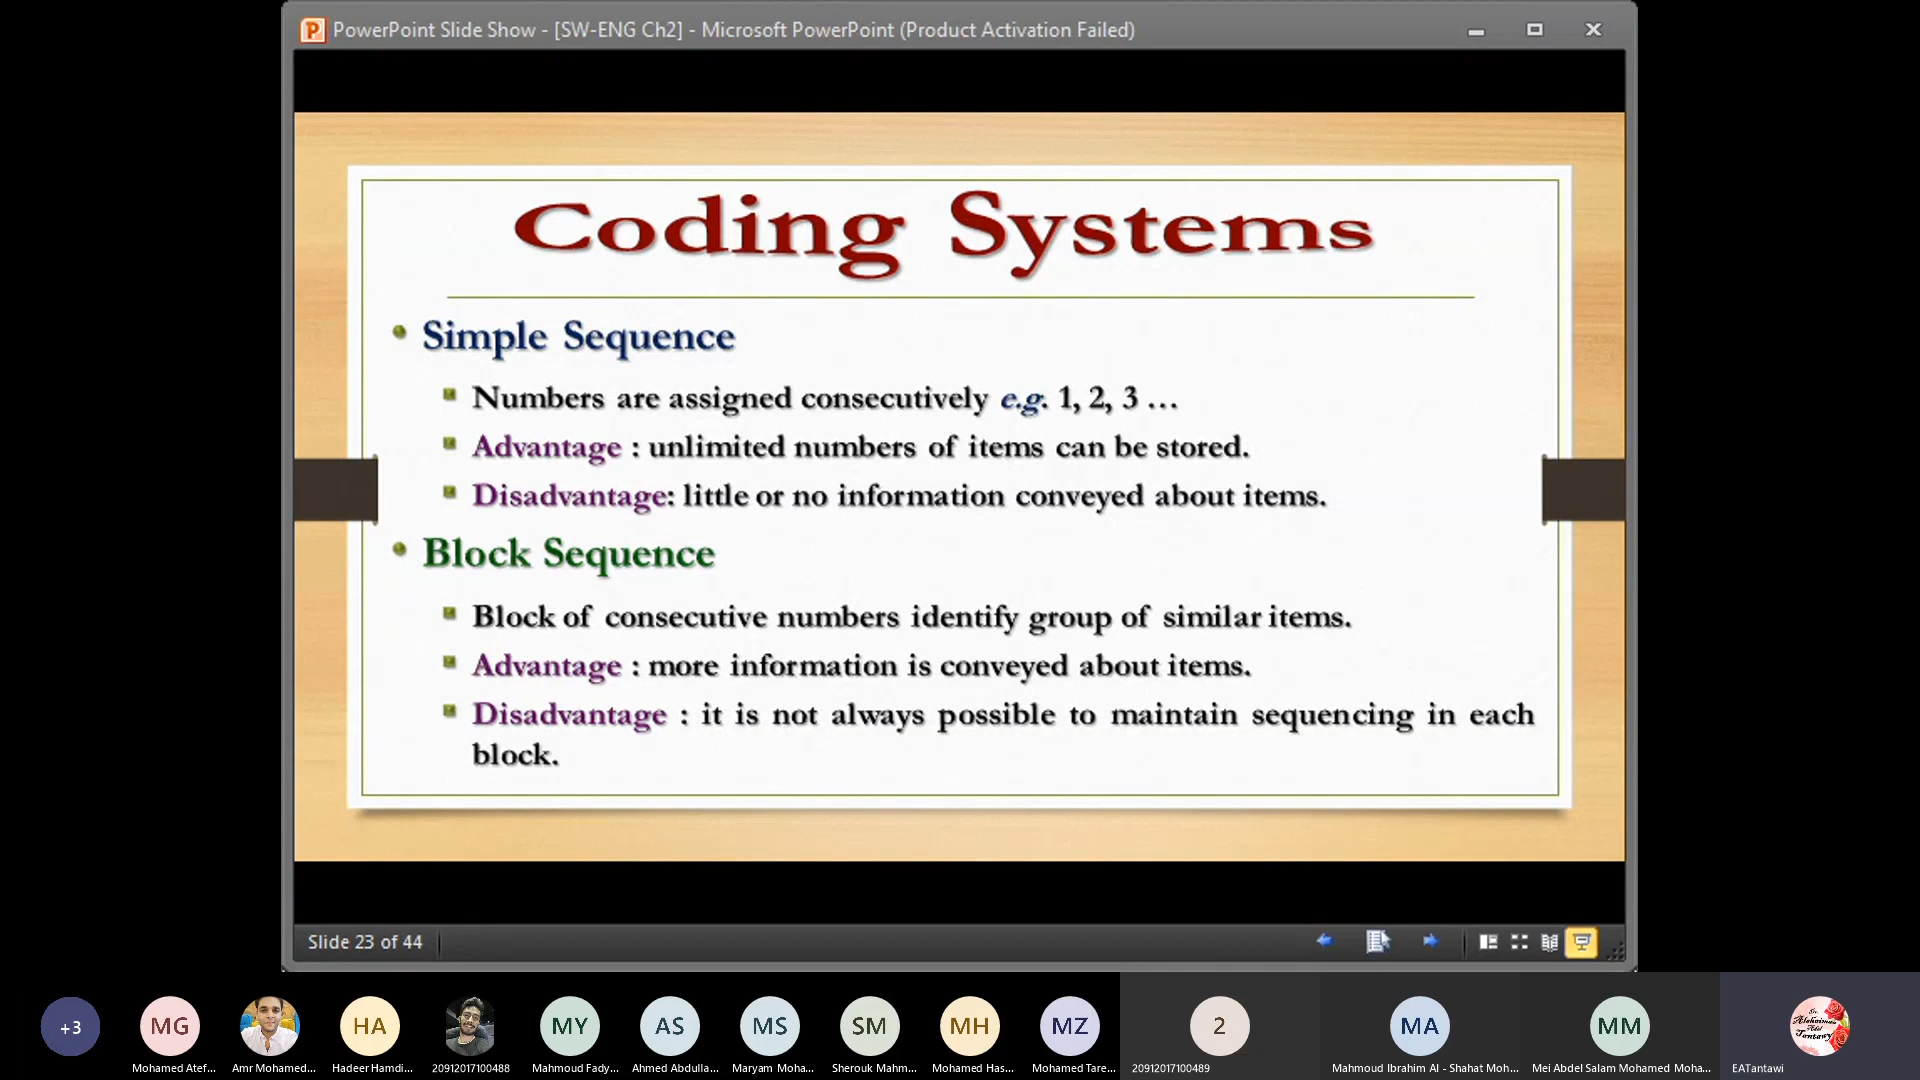 PowerPoint Slide Show - [SW-ENG Ch2] - Microsoft PowerPoint (Product Activation Failed)
Coding Systems
Simple Sequence
Numbers are assigned consecutively e.g. 1, 2, 3 …
Advantage : unlimited numbers of items can be stored.
Disadvantage: little or no information conveyed about items.
Block Sequence
Block of consecutive numbers identify group of similar items.
Advantage : more information is conveyed about items.
Disadvantage : it is not always possible to maintain sequencing in each
block.
Slide 23 of 44
+3 MG HA MY AS MS SM MH MZ 2 MA MM
Mohamed Atef... Amr Mohamed... Hadeer Hamdi... 20912017100488 Mahmoud Fady... Ahmed Abdulla... Maryam Moha... Sherouk Mahm... Mohamed Has... Mohamed Tare... 20912017100489 Mahmoud Ibrahim Al - Shahat Moh... Mei Abdel Salam Mohamed Moha... EATantawi